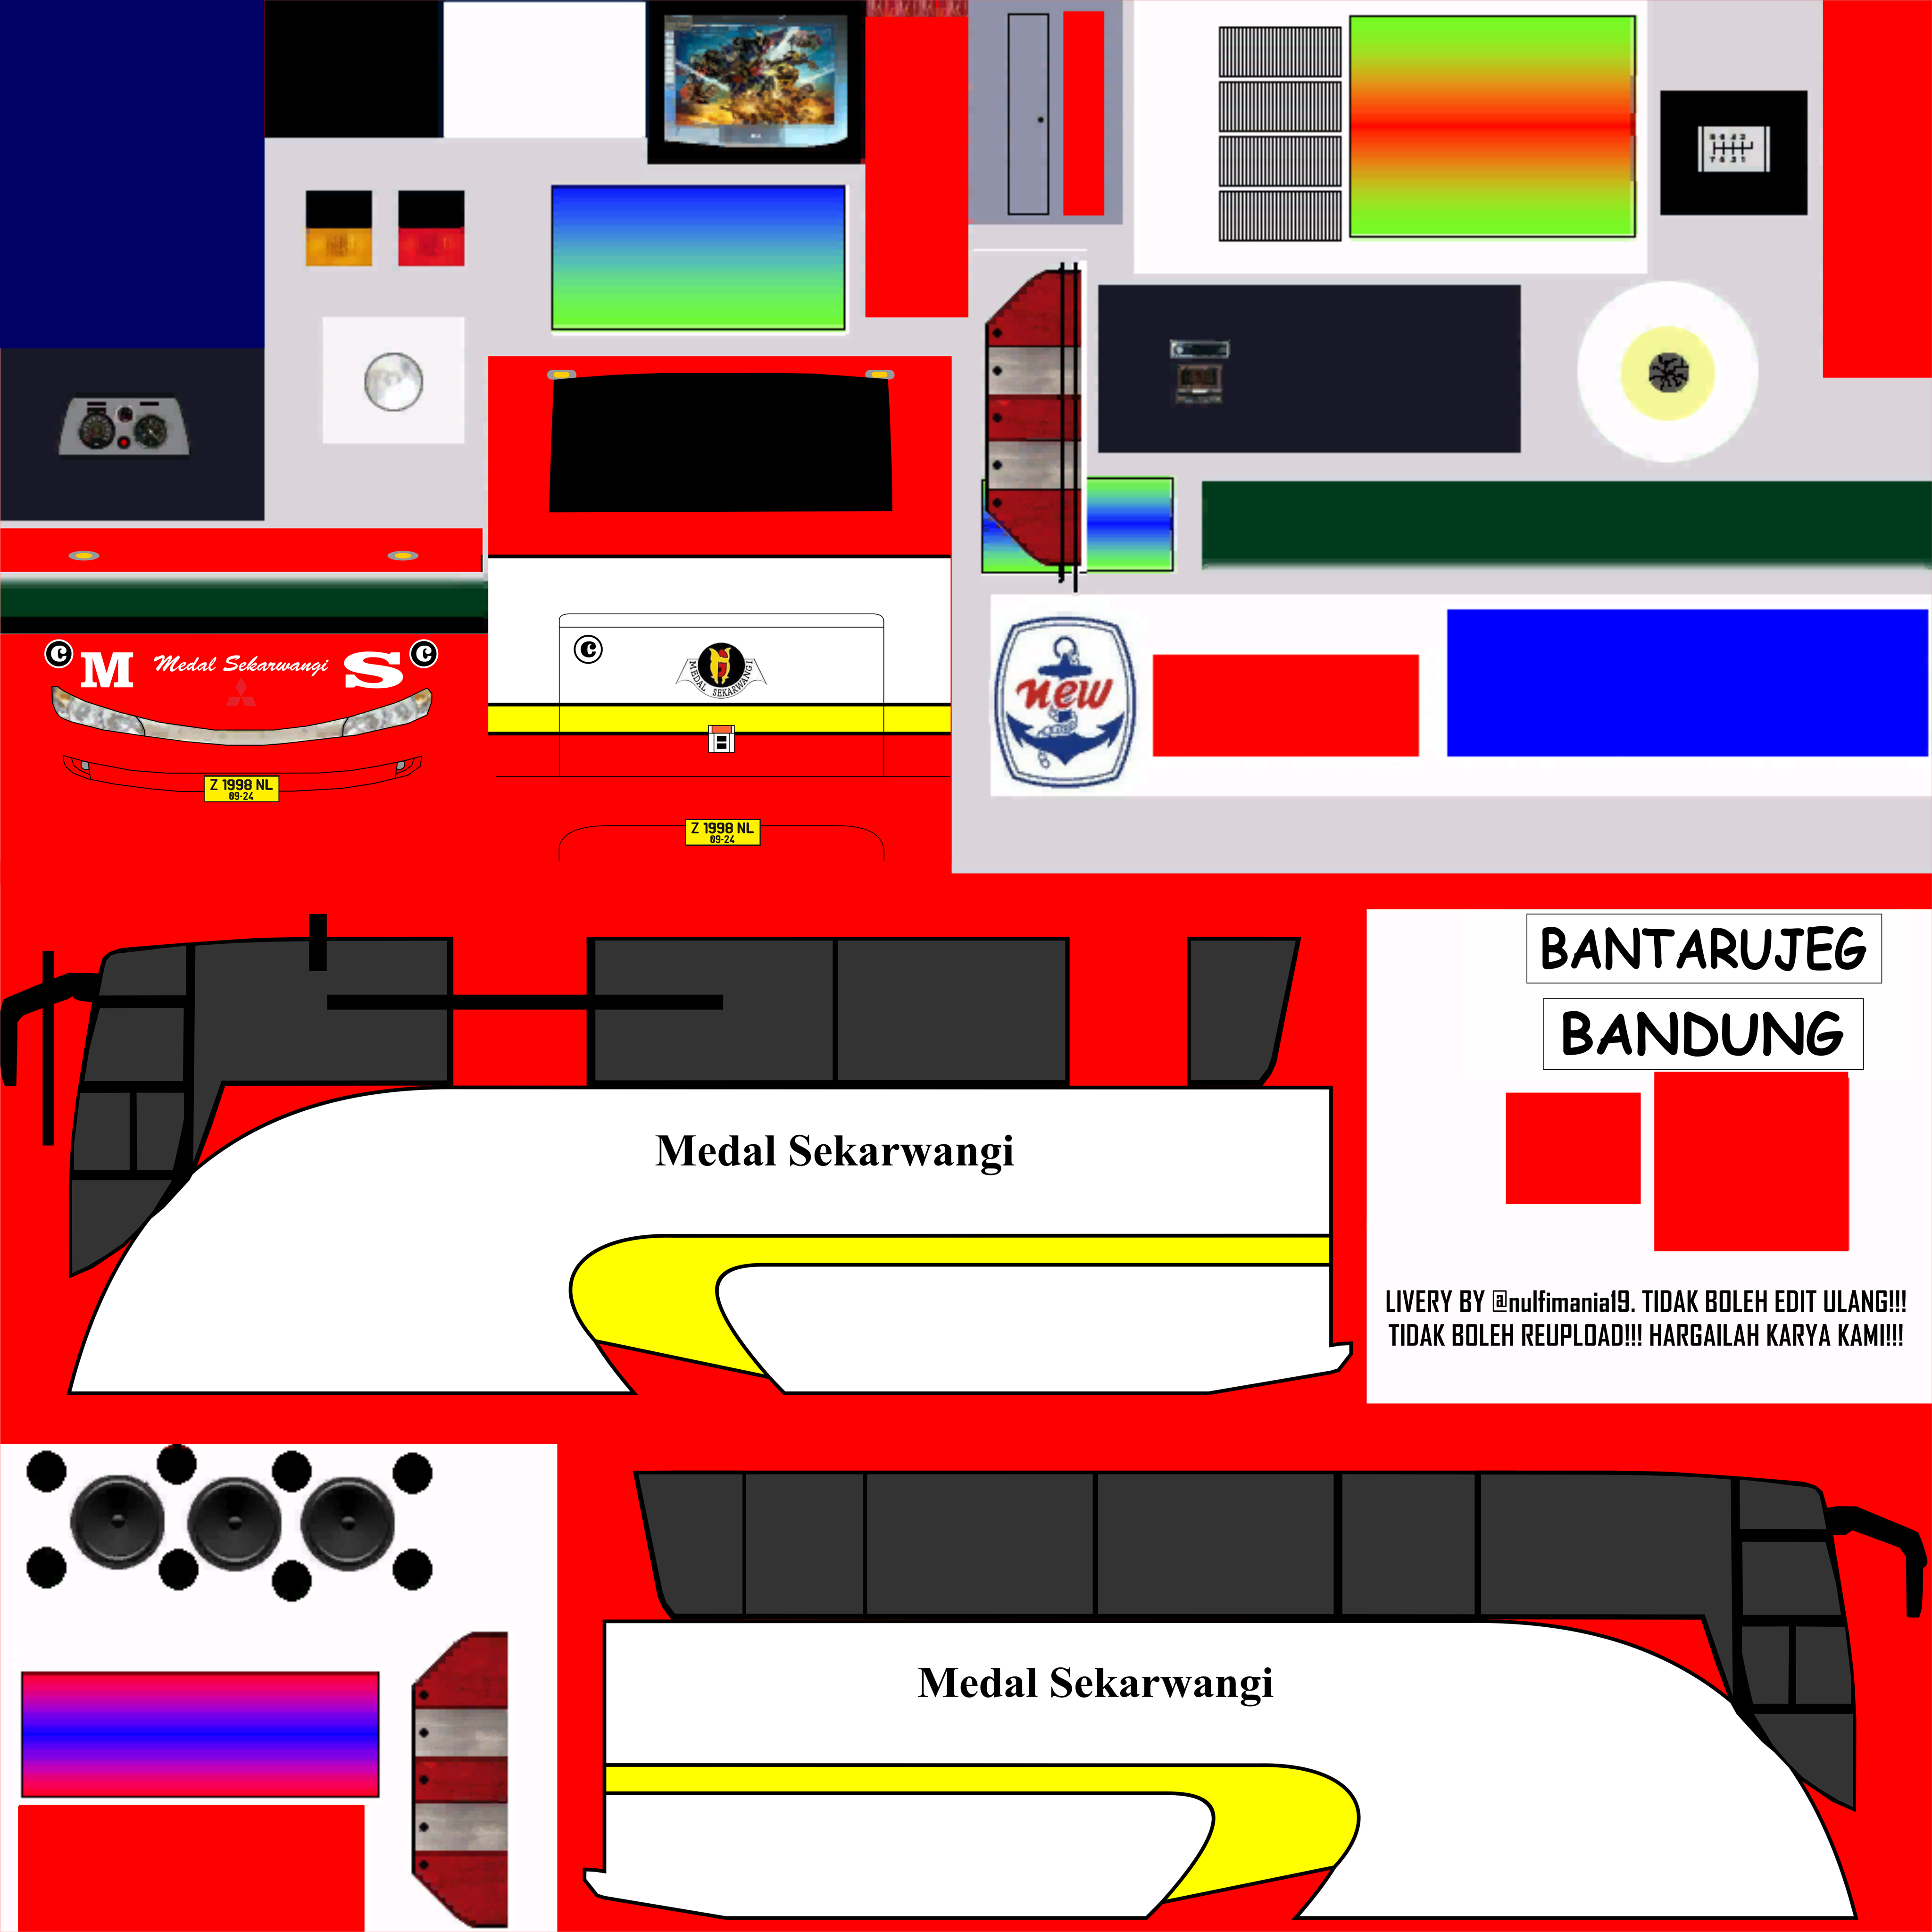 C
M
Medal Sekarwangi
S
C
Z 1998 NL
09-24
C
MEDAL SEKARWANGI
Z 1998 NL
09-24
new
BANTARUJEG
BANDUNG
Medal Sekarwangi
LIVERY BY @nulfimania19. TIDAK BOLEH EDIT ULANG!!!
TIDAK BOLEH REUPLOAD!!! HARGAILAH KARYA KAMI!!!
Medal Sekarwangi